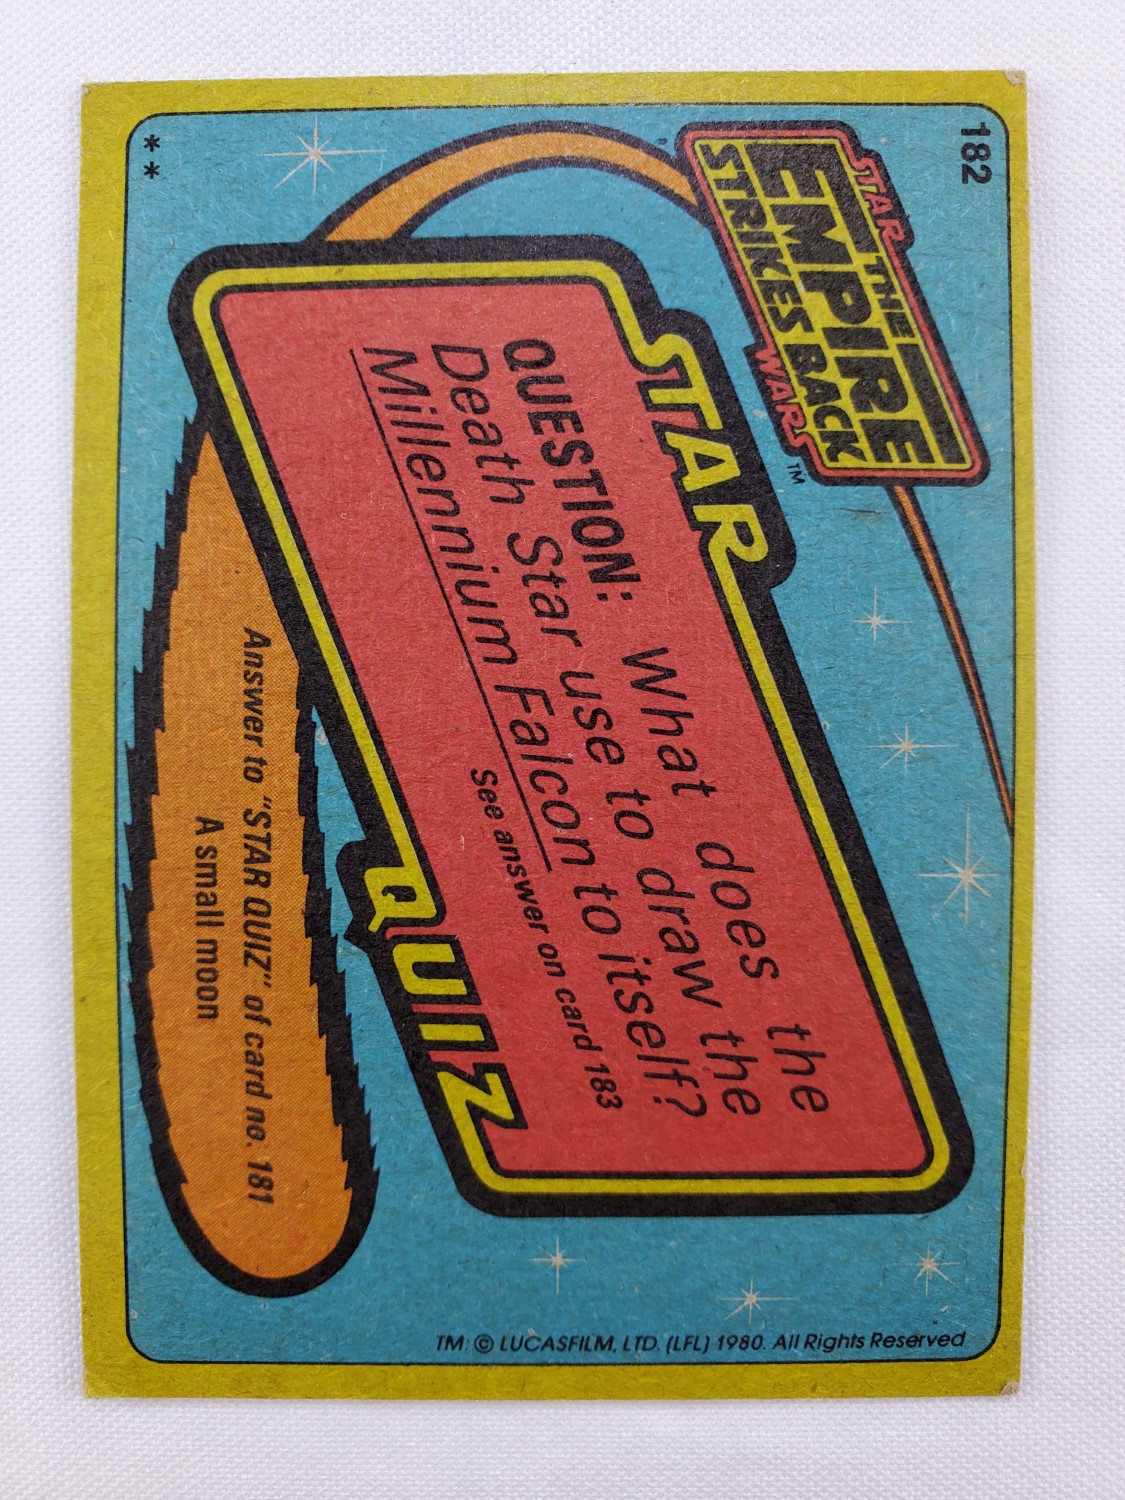 182
STAR
THE
EMPIRE
STRIKES BACK
WARS
TM
STAR
QUESTION: What does the
Death Star use to draw the
Millennium Falcon to itself?
See answer on card 183
QUIZ
Answer to "STAR QUIZ" of card no. 181
A small moon
**
TM: © LUCASFILM, LTD. (LFL) 1980. All Rights Reserved